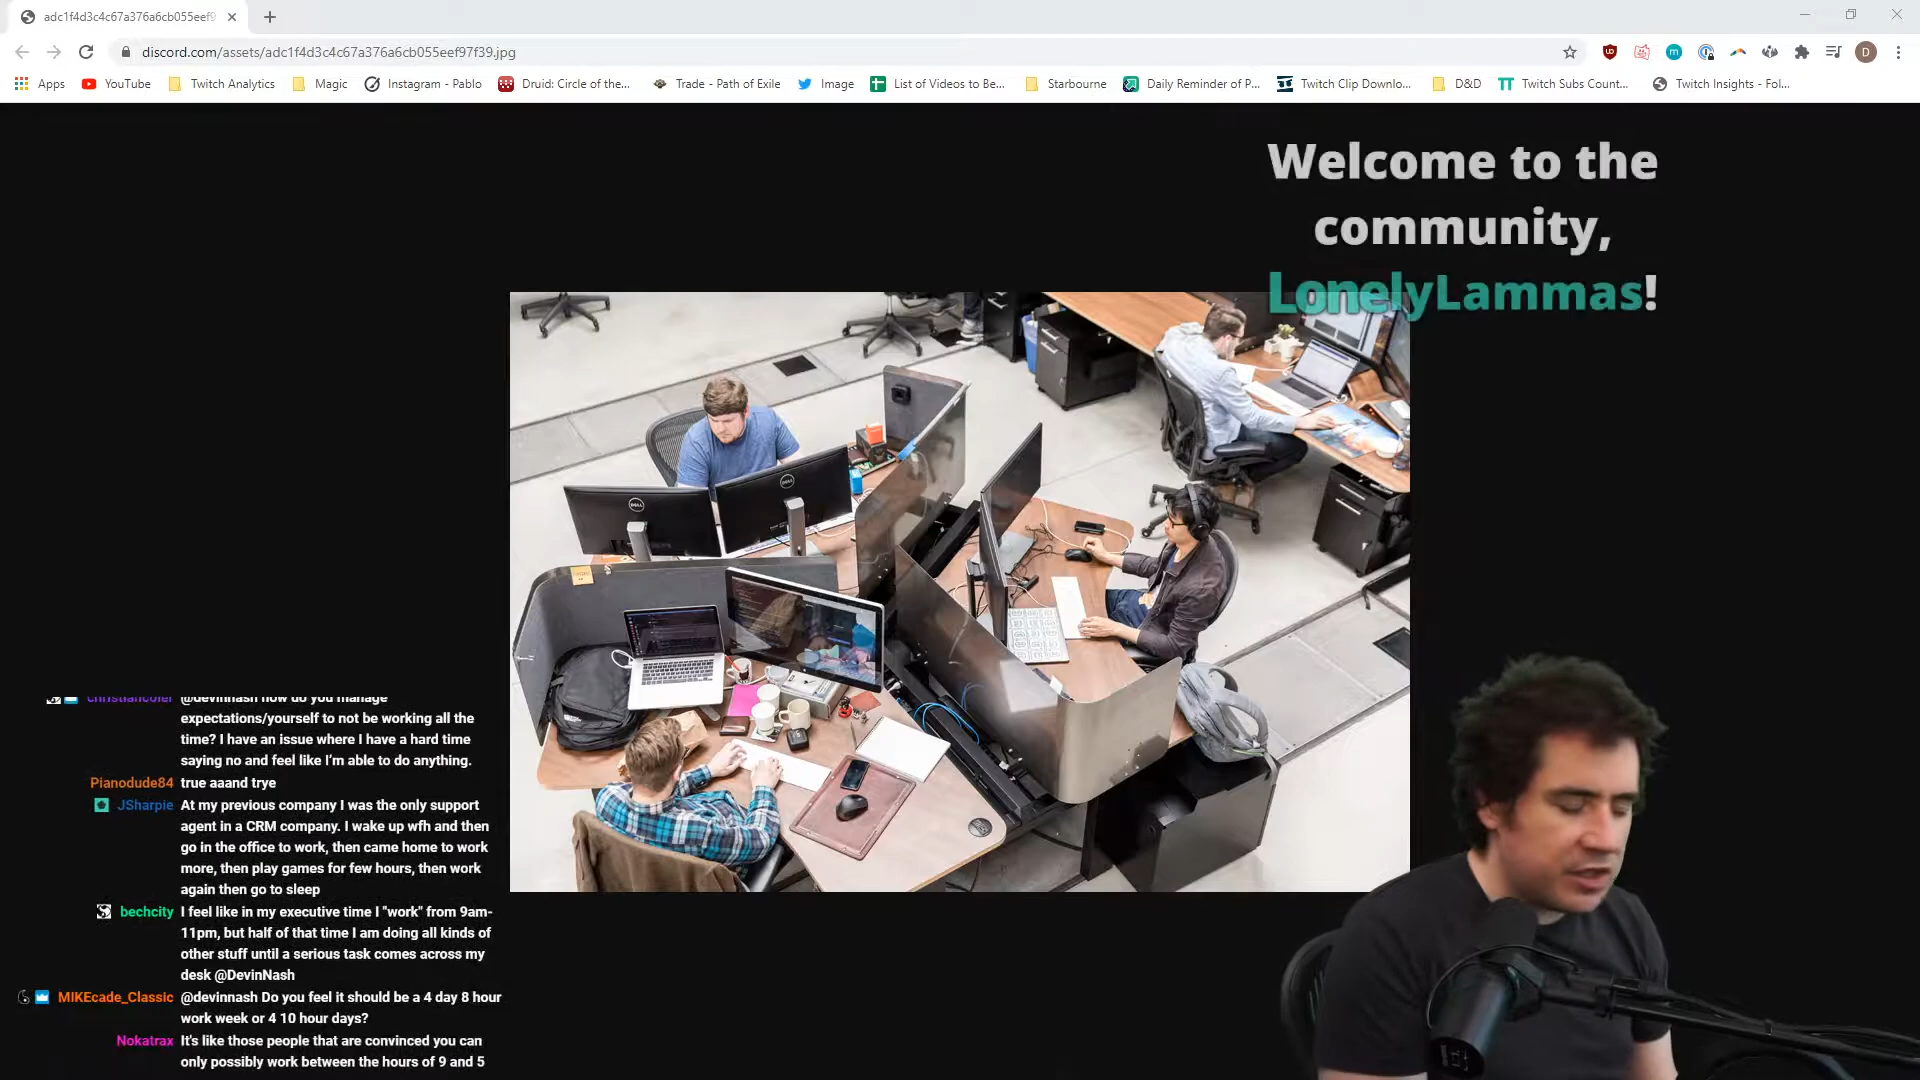 adc1f4d3c4c67a376a6cb055eef9
discord.com/assets/adc1f4d3c4c67a376a6cb055eef97f39.jpg
D
Apps YouTube Twitch Analytics Magic Instagram - Pablo Druid: Circle of the... Trade - Path of Exile Image List of Videos to Be... Starbourne Daily Reminder of P... Twitch Clip Downlo... D&D Twitch Subs Count... Twitch Insights - Fol...
Welcome to the
community,
LonelyLammas!
DELL
DELL
@devinnash how do you manage
expectations/yourself to not be working all the
time? I have an issue where I have a hard time
saying no and feel like I'm able to do anything.
Pianodude84 true aaand trye
JSharpie At my previous company I was the only support
agent in a CRM company. I wake up wfh and then
go in the office to work, then came home to work
more, then play games for few hours, then work
again then go to sleep
bechcity I feel like in my executive time I "work" from 9am-
11pm, but half of that time I am doing all kinds of
other stuff until a serious task comes across my
desk @DevinNash
MIKEcade_Classic @devinnash Do you feel it should be a 4 day 8 hour
work week or 4 10 hour days?
Nokatrax It's like those people that are convinced you can
only possibly work between the hours of 9 and 5